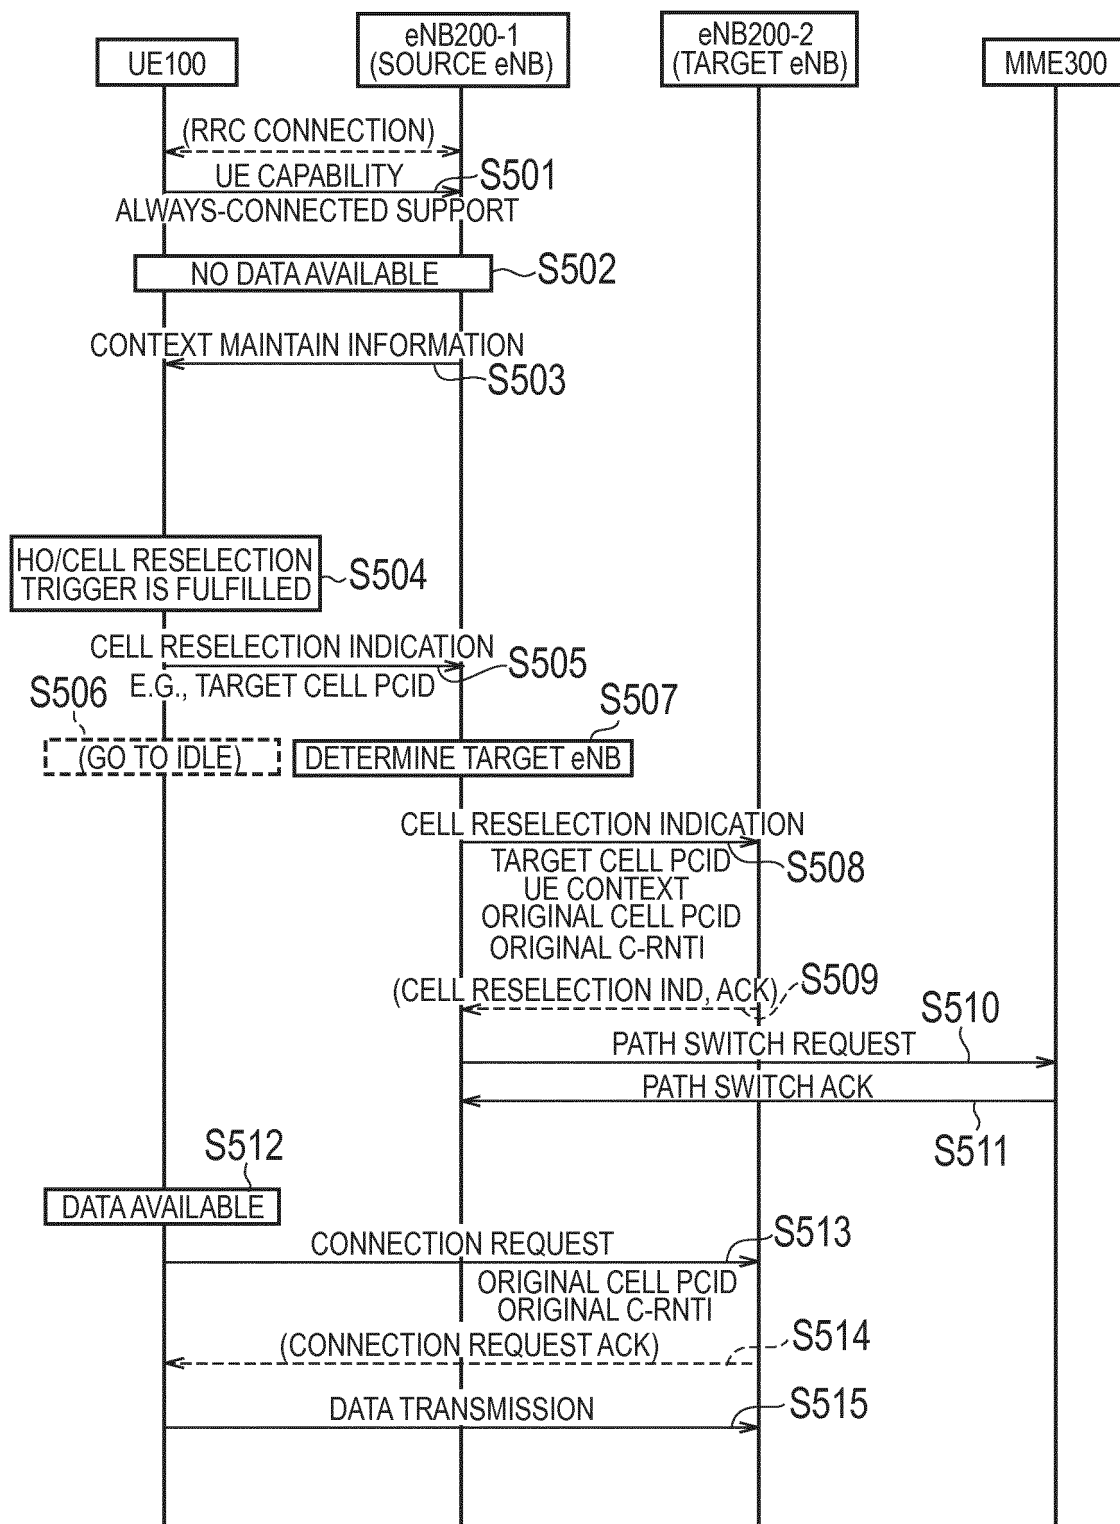 UE100
eNB200-1
(SOURCE eNB)
eNB200-2
(TARGET eNB)
MME300
(RRC CONNECTION)
UE CAPABILITY
S501
ALWAYS-CONNECTED SUPPORT
NO DATA AVAILABLE
S502
CONTEXT MAINTAIN INFORMATION
S503
HO/CELL RESELECTION
TRIGGER IS FULFILLED
S504
CELL RESELECTION INDICATION
S505
E.G., TARGET CELL PCID
S506
(GO TO IDLE)
S507
DETERMINE TARGET eNB
CELL RESELECTION INDICATION
S508
TARGET CELL PCID
UE CONTEXT
ORIGINAL CELL PCID
ORIGINAL C-RNTI
(CELL RESELECTION IND, ACK)
S509
S510
PATH SWITCH REQUEST
PATH SWITCH ACK
S511
S512
DATA AVAILABLE
CONNECTION REQUEST
S513
ORIGINAL CELL PCID
ORIGINAL C-RNTI
(CONNECTION REQUEST ACK)
S514
DATA TRANSMISSION
S515